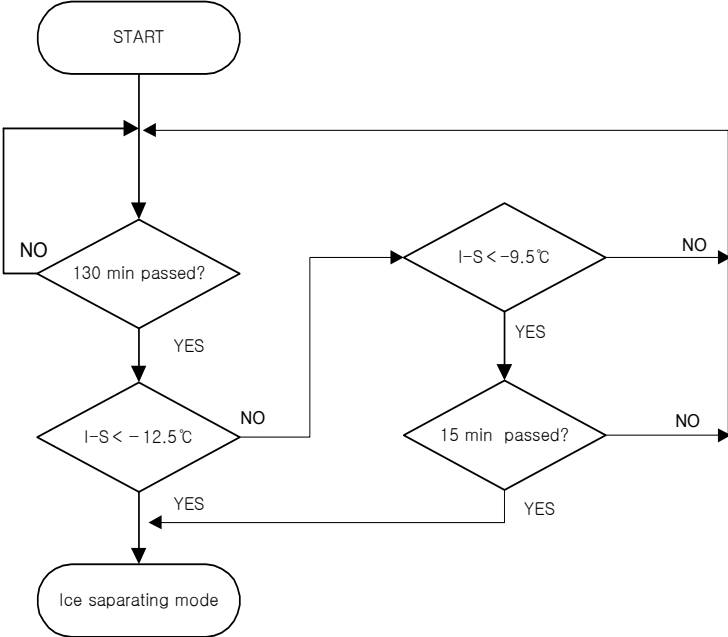 START
NO
130 min passed?
YES
I-S < -12.5℃
NO
YES
Ice saparating mode
I-S < -9.5℃
NO
YES
15 min passed?
NO
YES